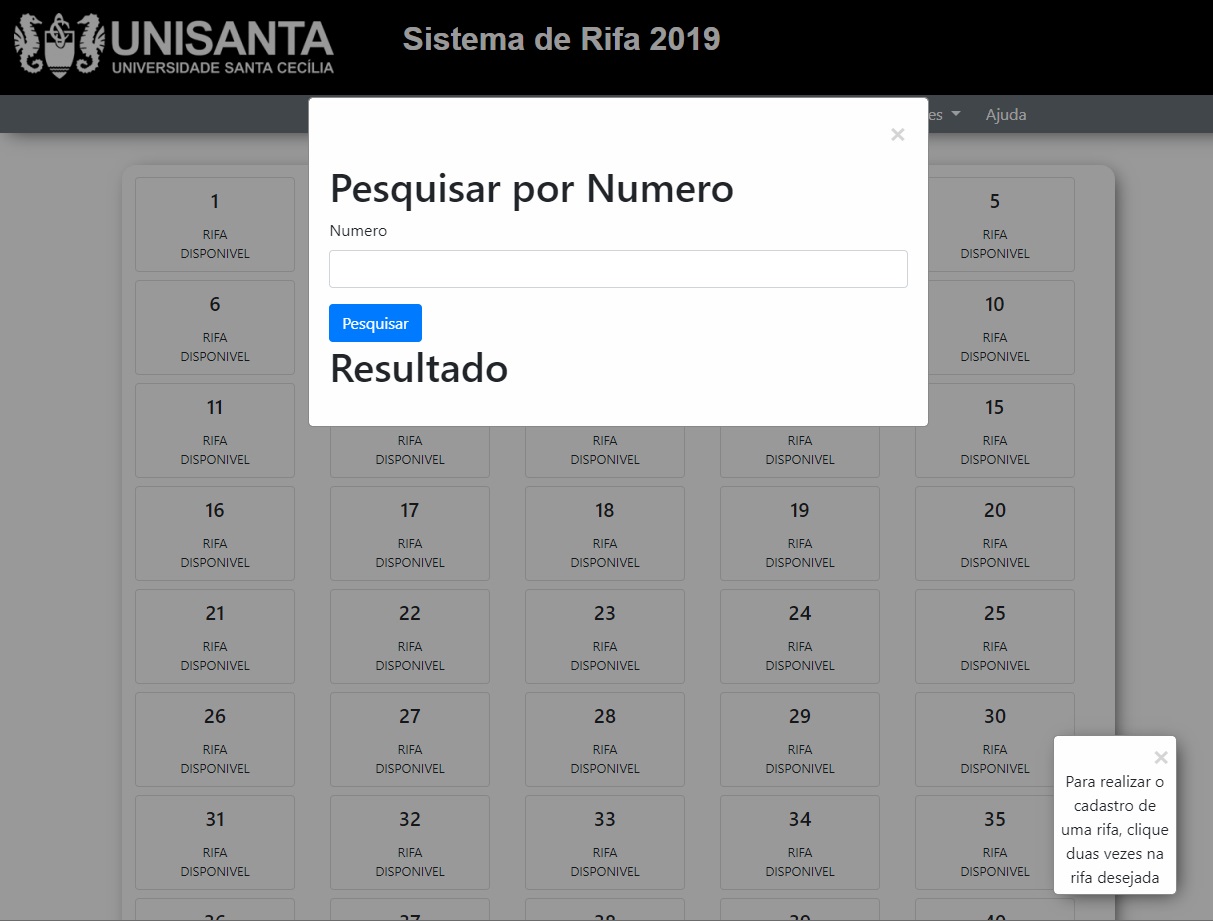 UNISANTA
UNIVERSIDADE SANTA CECÍLIA
Sistema de Rifa 2019
es
Ajuda
×
Pesquisar por Numero
Numero
Pesquisar
Resultado
1
RIFA
DISPONIVEL
5
RIFA
DISPONIVEL
6
RIFA
DISPONIVEL
10
RIFA
DISPONIVEL
11
RIFA
DISPONIVEL
RIFA
DISPONIVEL
RIFA
DISPONIVEL
RIFA
DISPONIVEL
15
RIFA
DISPONIVEL
16
RIFA
DISPONIVEL
17
RIFA
DISPONIVEL
18
RIFA
DISPONIVEL
19
RIFA
DISPONIVEL
20
RIFA
DISPONIVEL
21
RIFA
DISPONIVEL
22
RIFA
DISPONIVEL
23
RIFA
DISPONIVEL
24
RIFA
DISPONIVEL
25
RIFA
DISPONIVEL
26
RIFA
DISPONIVEL
27
RIFA
DISPONIVEL
28
RIFA
DISPONIVEL
29
RIFA
DISPONIVEL
30
RIFA
DISPONIVEL
31
RIFA
DISPONIVEL
32
RIFA
DISPONIVEL
33
RIFA
DISPONIVEL
34
RIFA
DISPONIVEL
35
RIFA
DISPONIVEL
×
Para realizar o
cadastro de
uma rifa, clique
duas vezes na
rifa desejada